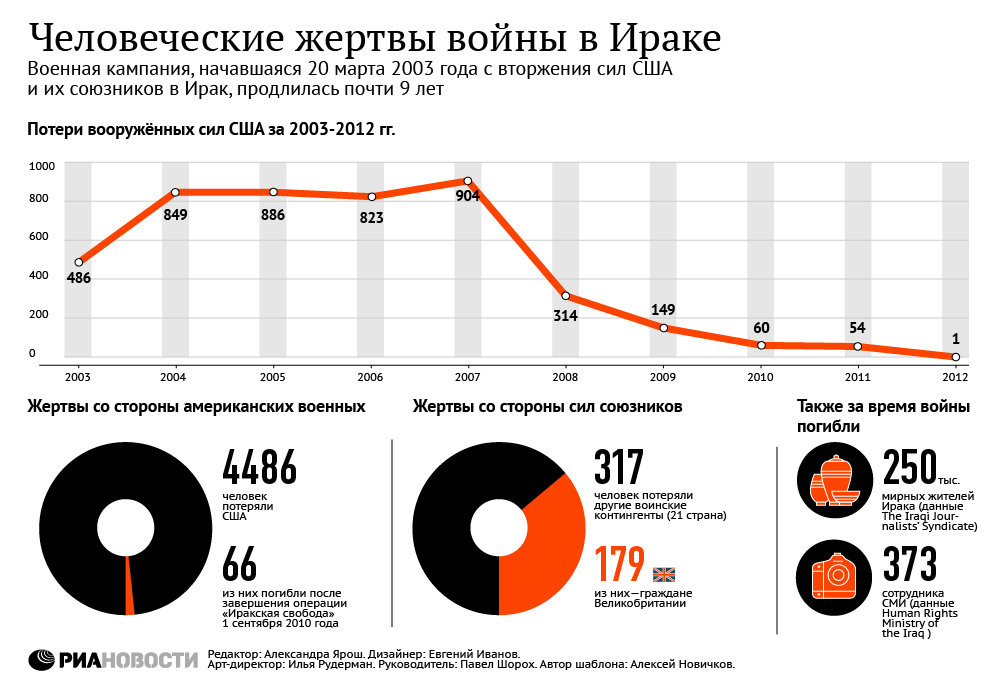 Человеческие жертвы войны в Ираке
Военная кампания, начавшаяся 20 марта 2003 года с вторжения сил США
и их союзников в Ирак, продлилась почти 9 лет
Потери вооружённых сил США за 2003-2012 гг.
1000
800
600
400
200
0
486
849
886
823
904
314
149
60
54
1
2003
2004
2005
2006
2007
2008
2009
2010
2011
2012
Жертвы со стороны американских военных
4486
человек
потеряли
США
66
из них погибли после
завершения операции
«Иракская свобода»
1 сентября 2010 года
Жертвы со стороны сил союзников
317
человек потеряли
другие воинские
контингенты (21 страна)
179
из них—граждане
Великобритании
Также за время войны
погибли
250 тыс.
мирных жителей
Ирака (данные
The Iraqi Jour-
nalists' Syndicate)
373
сотрудника
СМИ (данные
Human Rights
Ministry of
the Iraq )
РИАНОВОСТИ
Редактор: Александра Ярош. Дизайнер: Евгений Иванов.
Арт-директор: Илья Рудерман. Руководитель: Павел Шорох. Автор шаблона: Алексей Новичков.